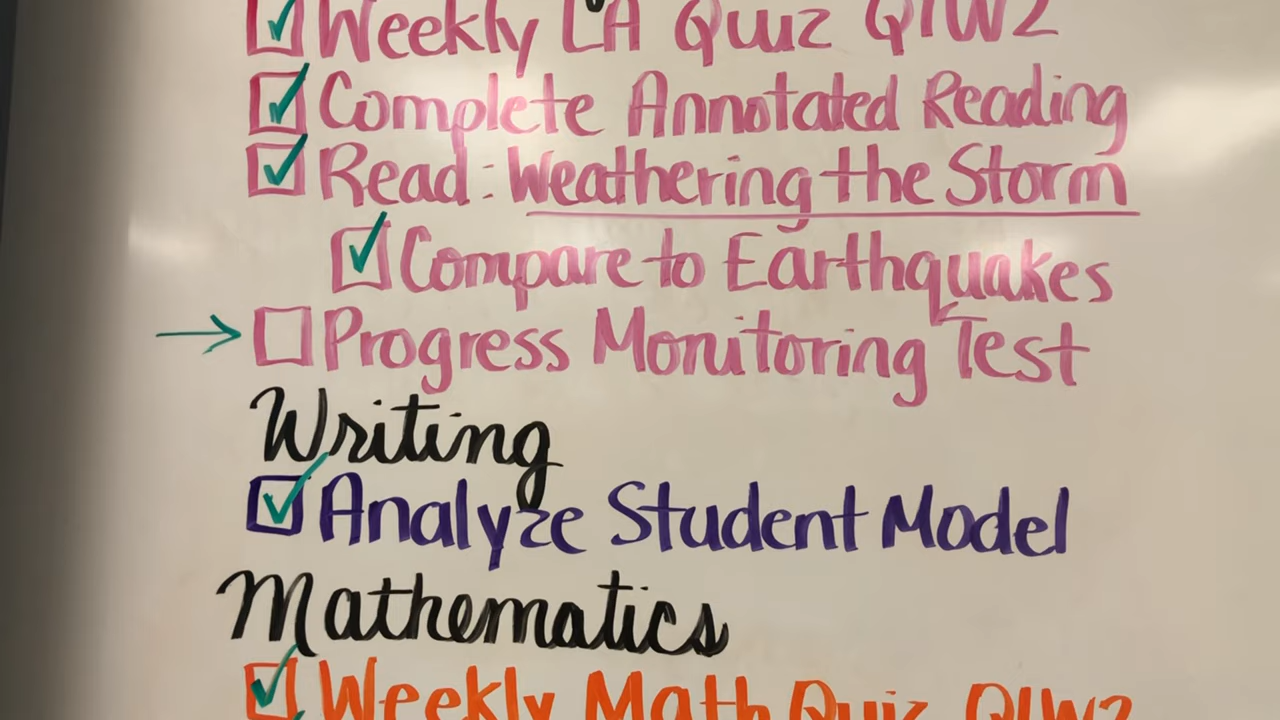 Weekly LA Quiz Q1W2
Complete Annotated Reading
Read: Weathering the Storm
Compare to Earthquakes
Progress Monitoring Test
Writing
Analyze Student Model
Mathematics
Weekly Math Quiz Q1W2